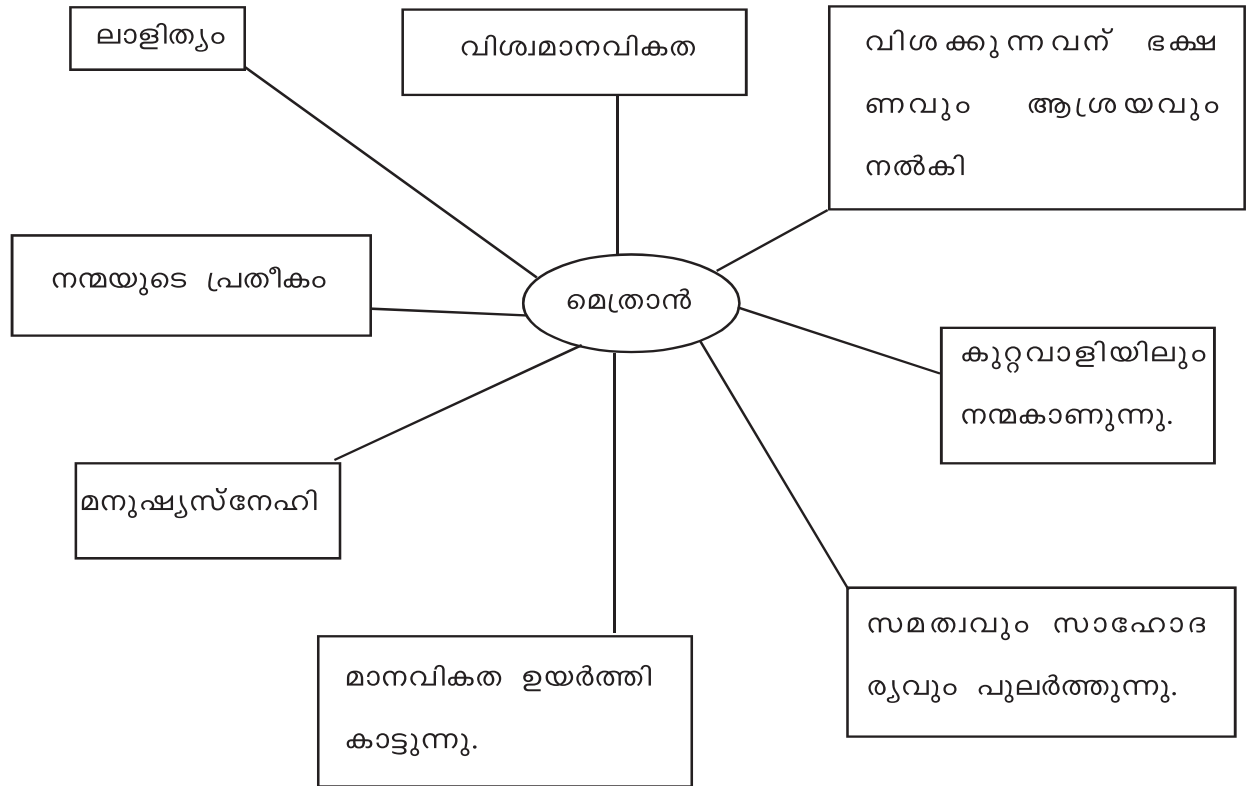 ലാളിത്യം
വിശ്വമാനവികത
വിശക്കുന്നവന് ഭക്ഷ
ണവും ആശ്രയവും
നൽകി
നന്മയുടെ പ്രതീകം
മെത്രാൻ
കുറ്റവാളിയിലും
നന്മകാണുന്നു.
മനുഷ്യസ്നേഹി
സമത്വവും സാഹോദ
ര്യവും പുലർത്തുന്നു.
മാനവികത ഉയർത്തി
കാട്ടുന്നു.